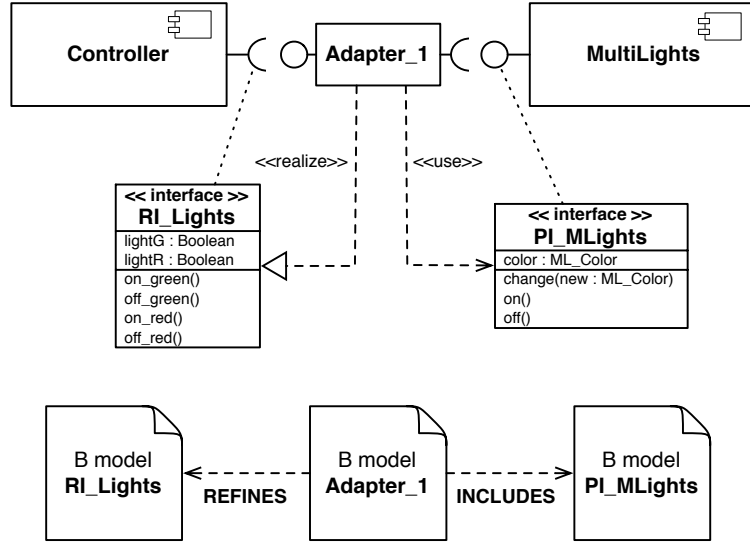 Controller
Adapter_1
MultiLights
<<realize>>
<<use>>
<< interface >>
RI_Lights
lightG : Boolean
lightR : Boolean
on_green()
off_green()
on_red()
off_red()
<< interface >>
PI_MLights
color : ML_Color
change(new : ML_Color)
on()
off()
B model
RI_Lights
REFINES
B model
Adapter_1
INCLUDES
B model
PI_MLights